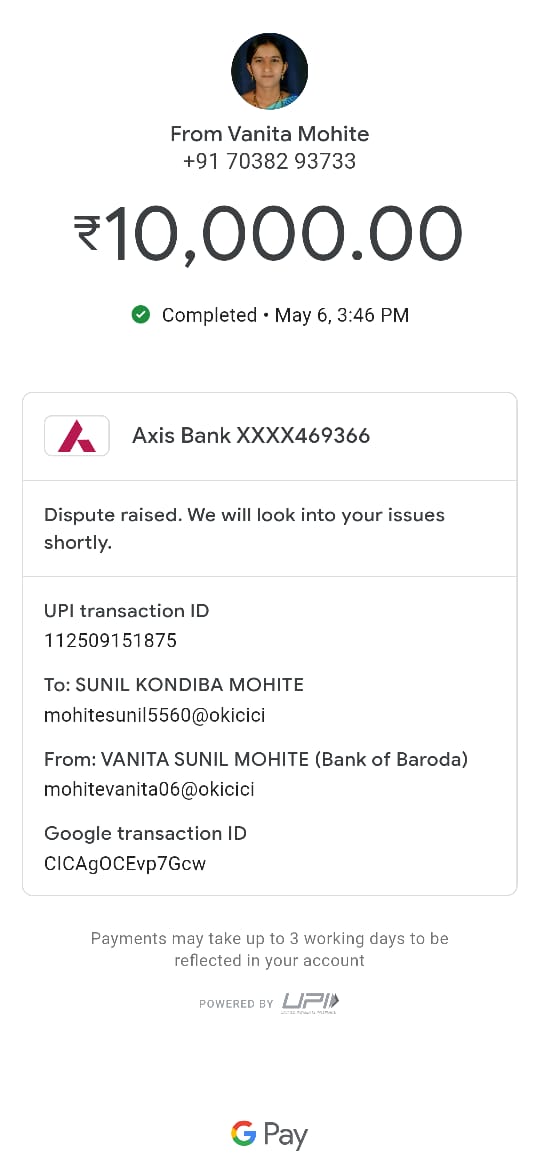 From Vanita Mohite
+91 70382 93733
₹10,000.00
Completed • May 6, 3:46 PM
Axis Bank XXXX469366
Dispute raised. We will look into your issues
shortly.
UPI transaction ID
112509151875
To: SUNIL KONDIBA MOHITE
mohitesunil5560@okicici
From: VANITA SUNIL MOHITE (Bank of Baroda)
mohitevanita06@okicici
Google transaction ID
CICAgOCEvp7Gcw
Payments may take up to 3 working days to be
reflected in your account
POWERED BY UPI
G Pay